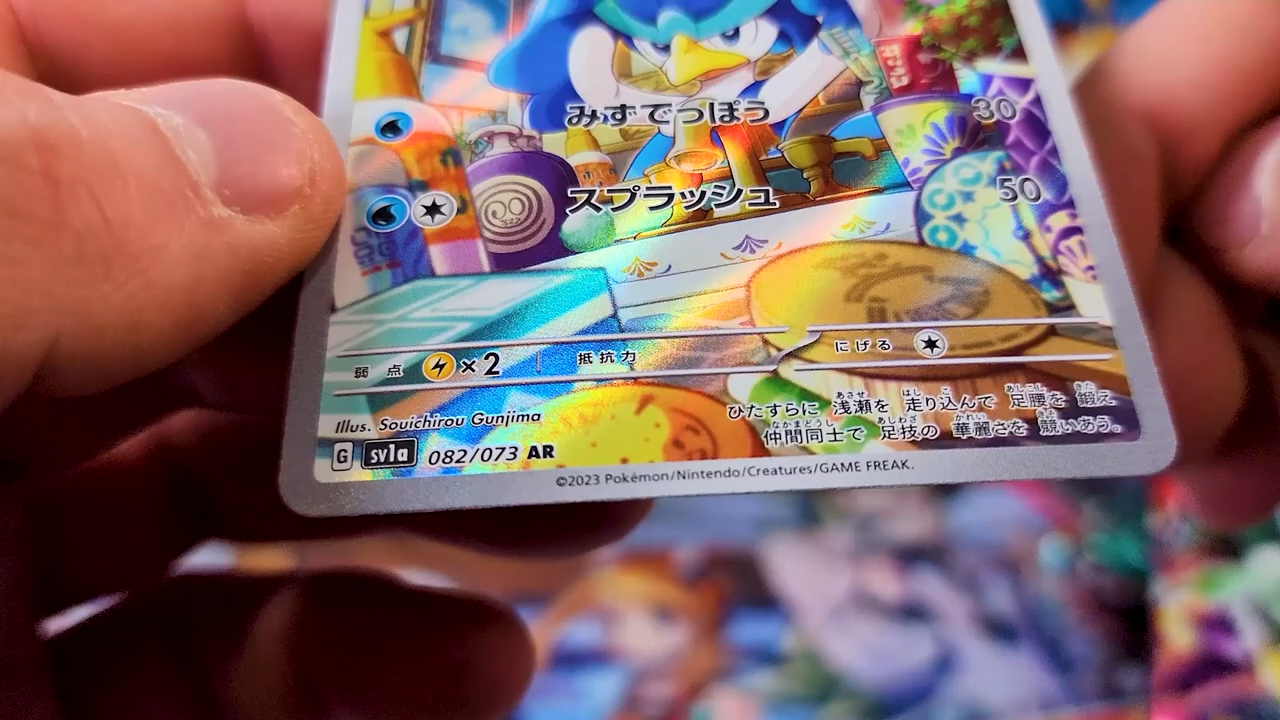 みずでっぽう 30
スプラッシュ 50
弱点 ×2 抵抗力 にげる
Illus. Souichirou Gunjima
ひたすらに 浅瀬を 走り込んで 足腰を 鍛え
仲間同士で 足技の 華麗さを 競いあう。
G sv1a 082/073 AR
©2023 Pokémon/Nintendo/Creatures/GAME FREAK.